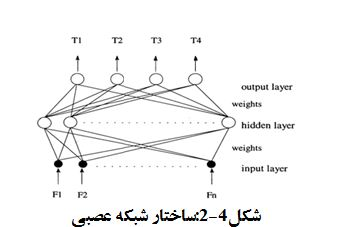 T1 T2 T3 T4
output layer
weights
hidden layer
weights
input layer
F1 F2 Fn
شکل4-2:ساختار شبکه عصبی